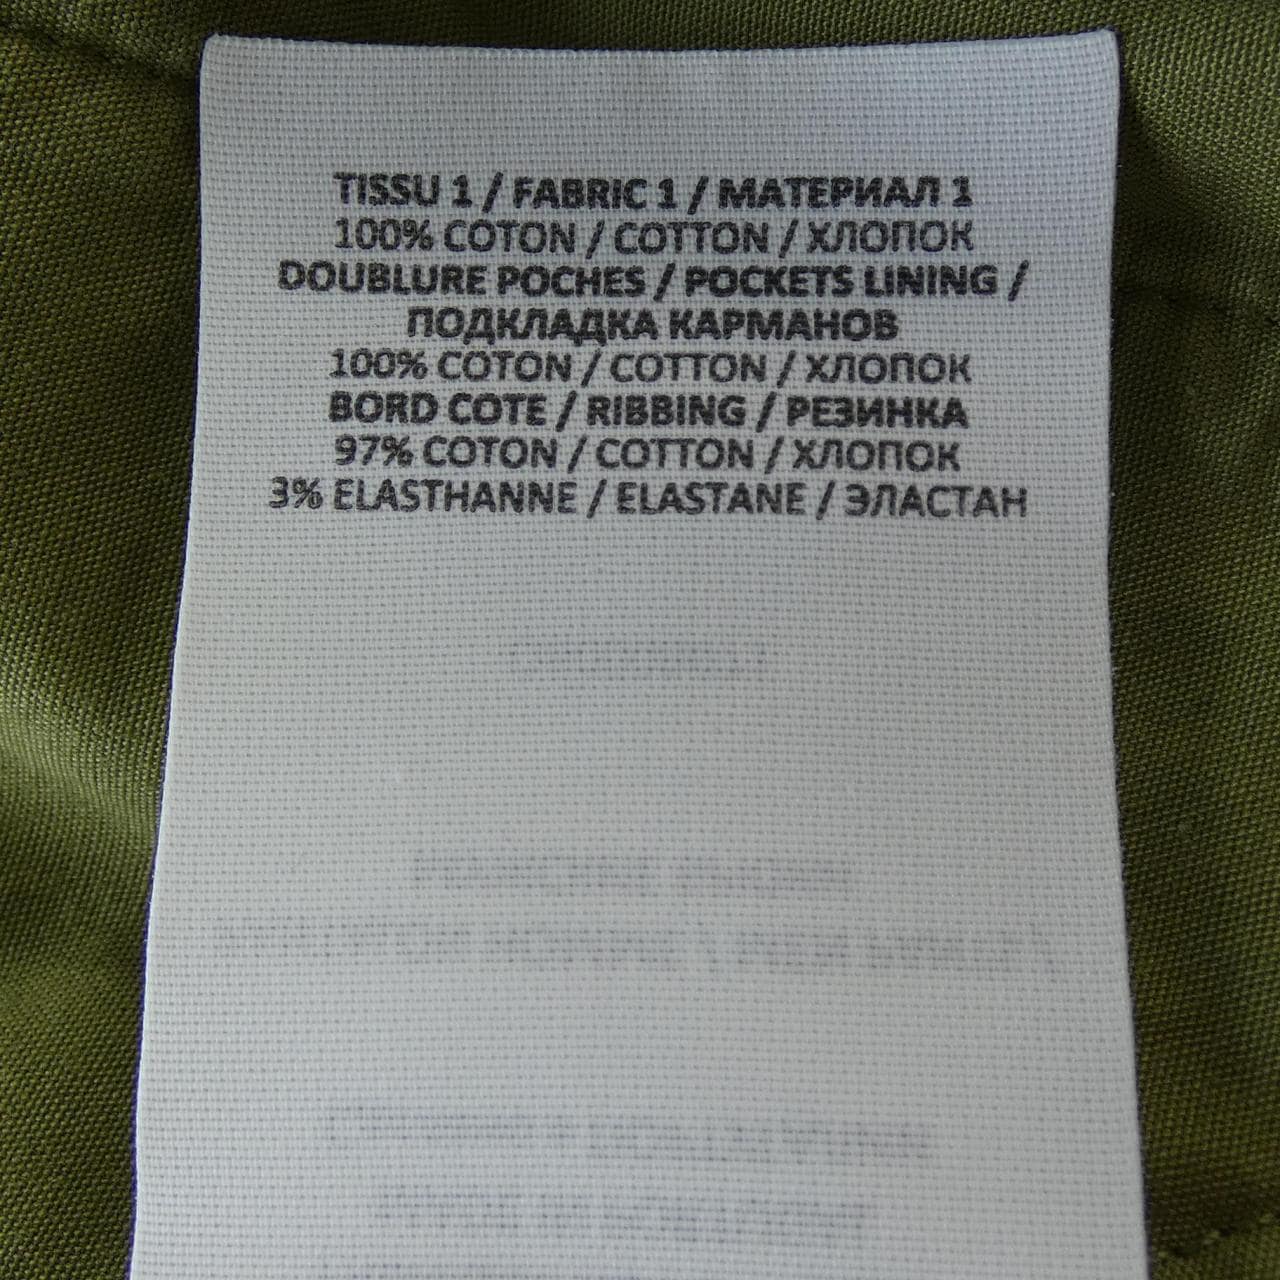 TISSU 1 / FABRIC 1 / МАТЕРИАЛ 1
100% COTON / COTTON / ХЛОПОК
DOUBLURE POCHES / POCKETS LINING /
ПОДКЛАДКА КАРМАНОВ
100% COTON / COTTON / ХЛОПОК
BORD COTE / RIBBING / РЕЗИНКА
97% COTON / COTTON / ХЛОПОК
3% ELASTHANNE / ELASTANE / ЭЛАСТАН